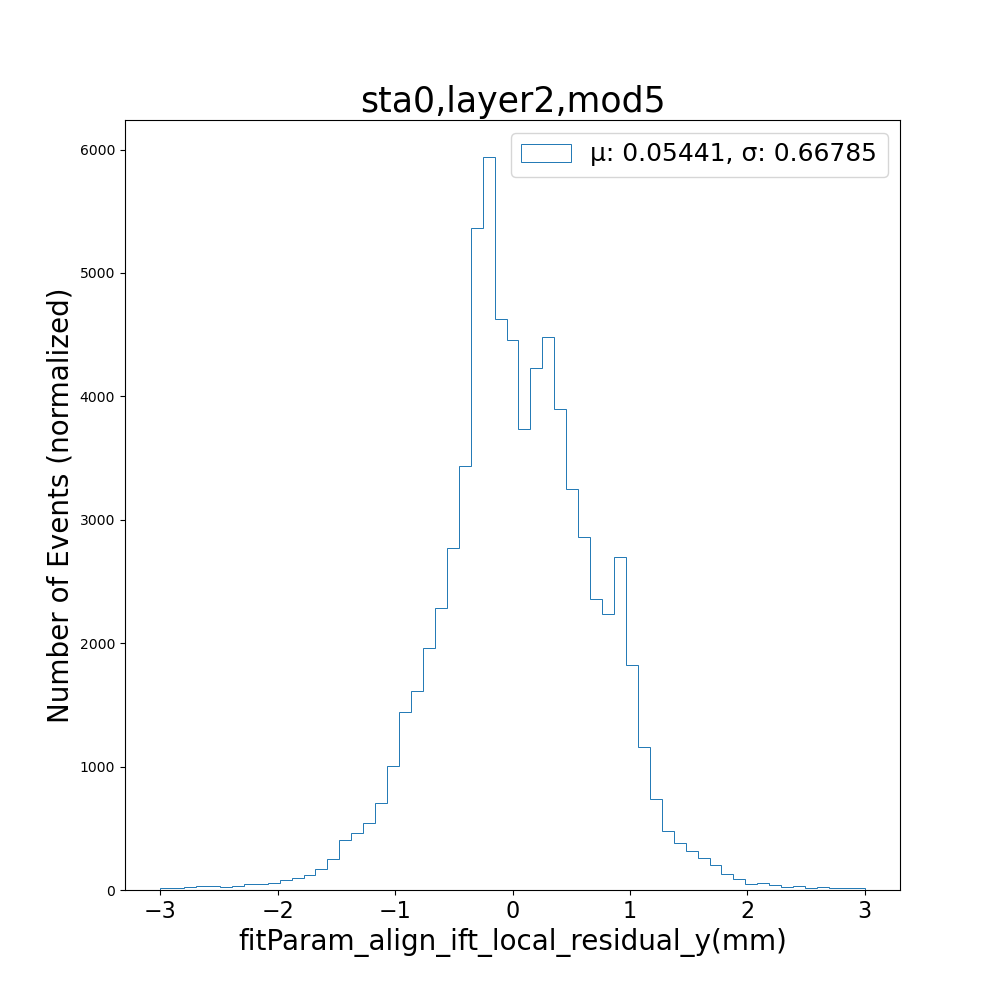 sta0,layer2,mod5
μ: 0.05441, σ: 0.66785
Number of Events (normalized)
6000
5000
4000
3000
2000
1000
0
−3 −2 −1 0 1 2 3
fitParam_align_ift_local_residual_y(mm)